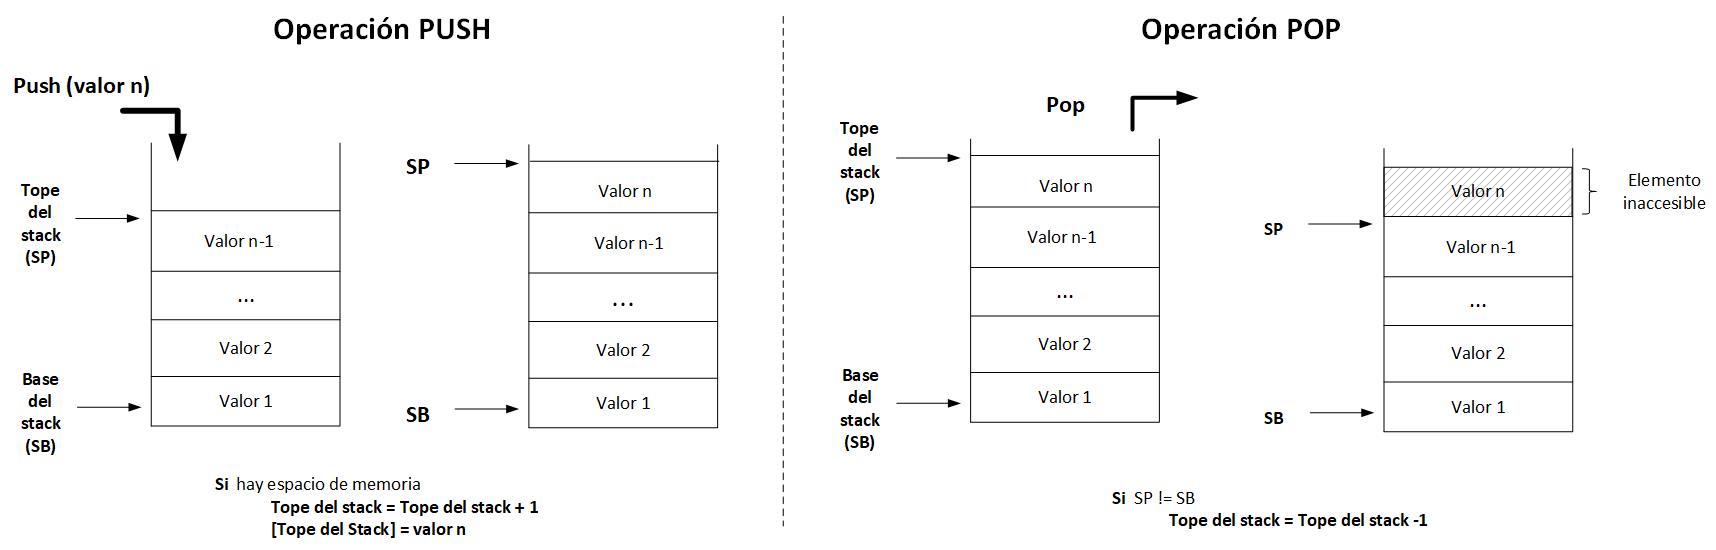 Operación PUSH
Push (valor n)
Tope
del
stack
(SP)
Valor n-1
...
Valor 2
Valor 1
Base
del
stack
(SB)
SP
Valor n
Valor n-1
...
Valor 2
Valor 1
SB
Si hay espacio de memoria
Tope del stack = Tope del stack + 1
[Tope del Stack] = valor n
Operación POP
Pop
Tope
del
stack
(SP)
Valor n
Valor n-1
...
Valor 2
Valor 1
Base
del
stack
(SB)
Valor n
Elemento
inaccesible
SP
Valor n-1
...
Valor 2
Valor 1
SB
Si SP != SB
Tope del stack = Tope del stack -1